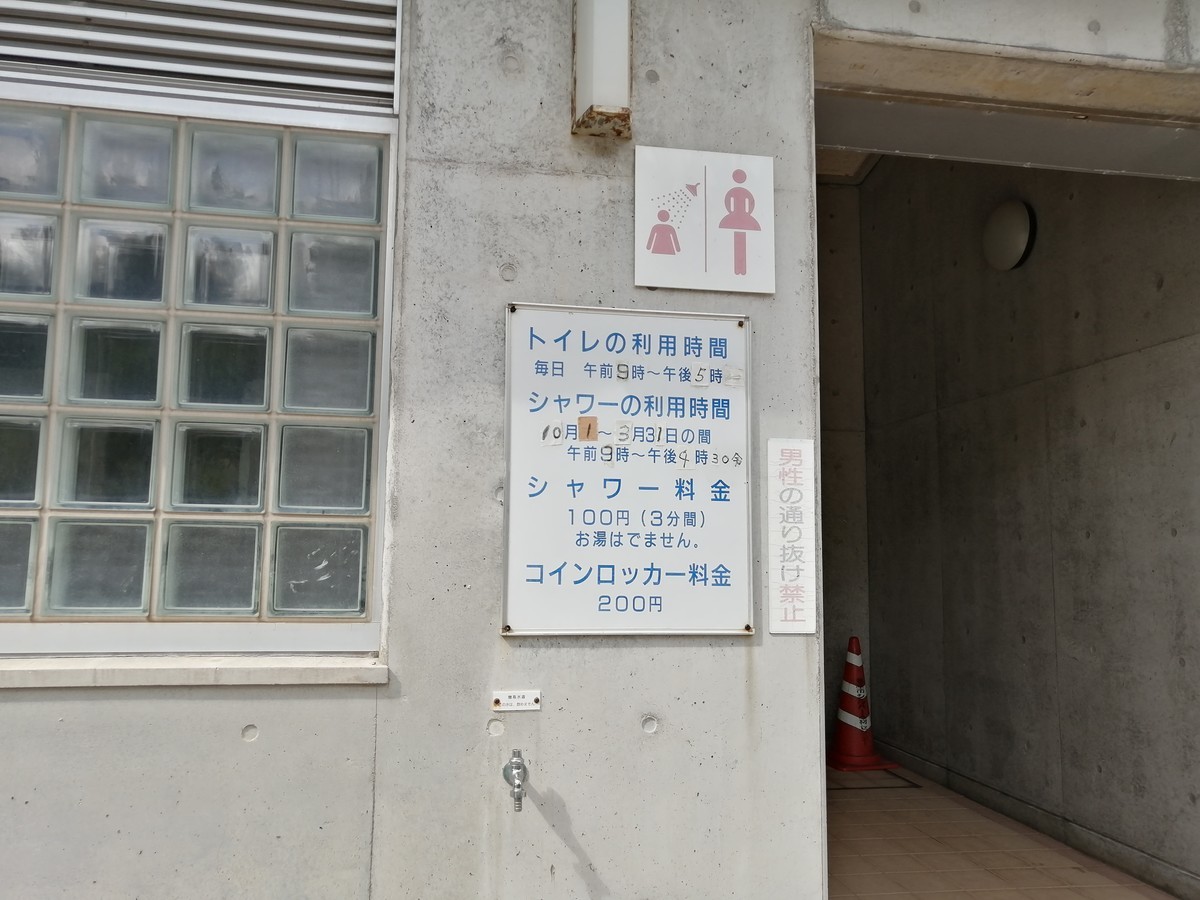 トイレの利用時間
毎日 午前9時～午後5時
シャワーの利用時間
10月1～3月31日の間
午前9時～午後4時30分
シャワー料金
100円(3分間)
お湯はでません。
コインロッカー料金
200円
男性の通り抜け禁止